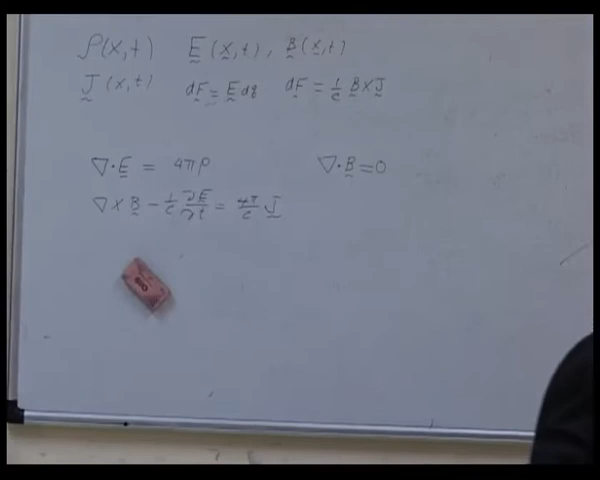 ρ(x,t) E(x,t), B(x,t)
J(x,t) dF = E dq dF = 1/c B×J
∇·E = 4πρ ∇·B = 0
∇×B − 1/c ∂E/∂t = 4π/c J